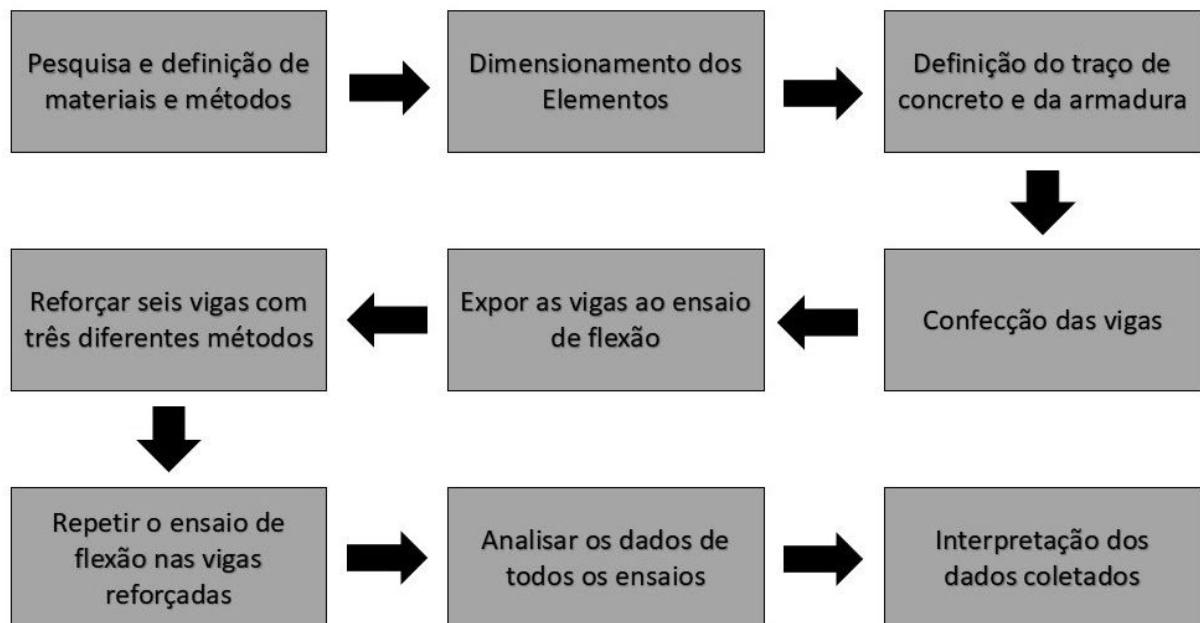 Pesquisa e definição de
materiais e métodos
Dimensionamento dos
Elementos
Definição do traço de
concreto e da armadura
Confecção das vigas
Expor as vigas ao ensaio
de flexão
Reforçar seis vigas com
três diferentes métodos
Repetir o ensaio de
flexão nas vigas
reforçadas
Analisar os dados de
todos os ensaios
Interpretação dos
dados coletados